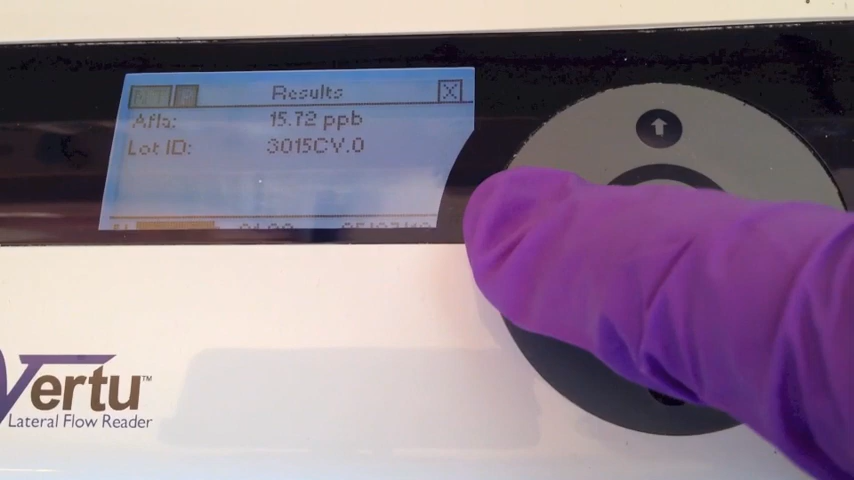 Results X
Afla: 15.72 ppb
Lot ID: 3015CV.0
Vertu™
Lateral Flow Reader